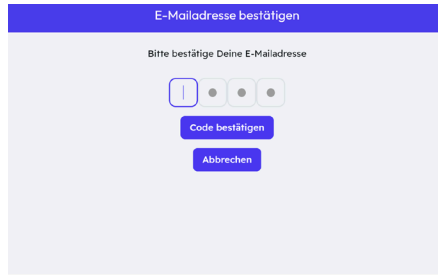 E-Mailadresse bestätigen
Bitte bestätige Deine E-Mailadresse
Code bestätigen
Abbrechen